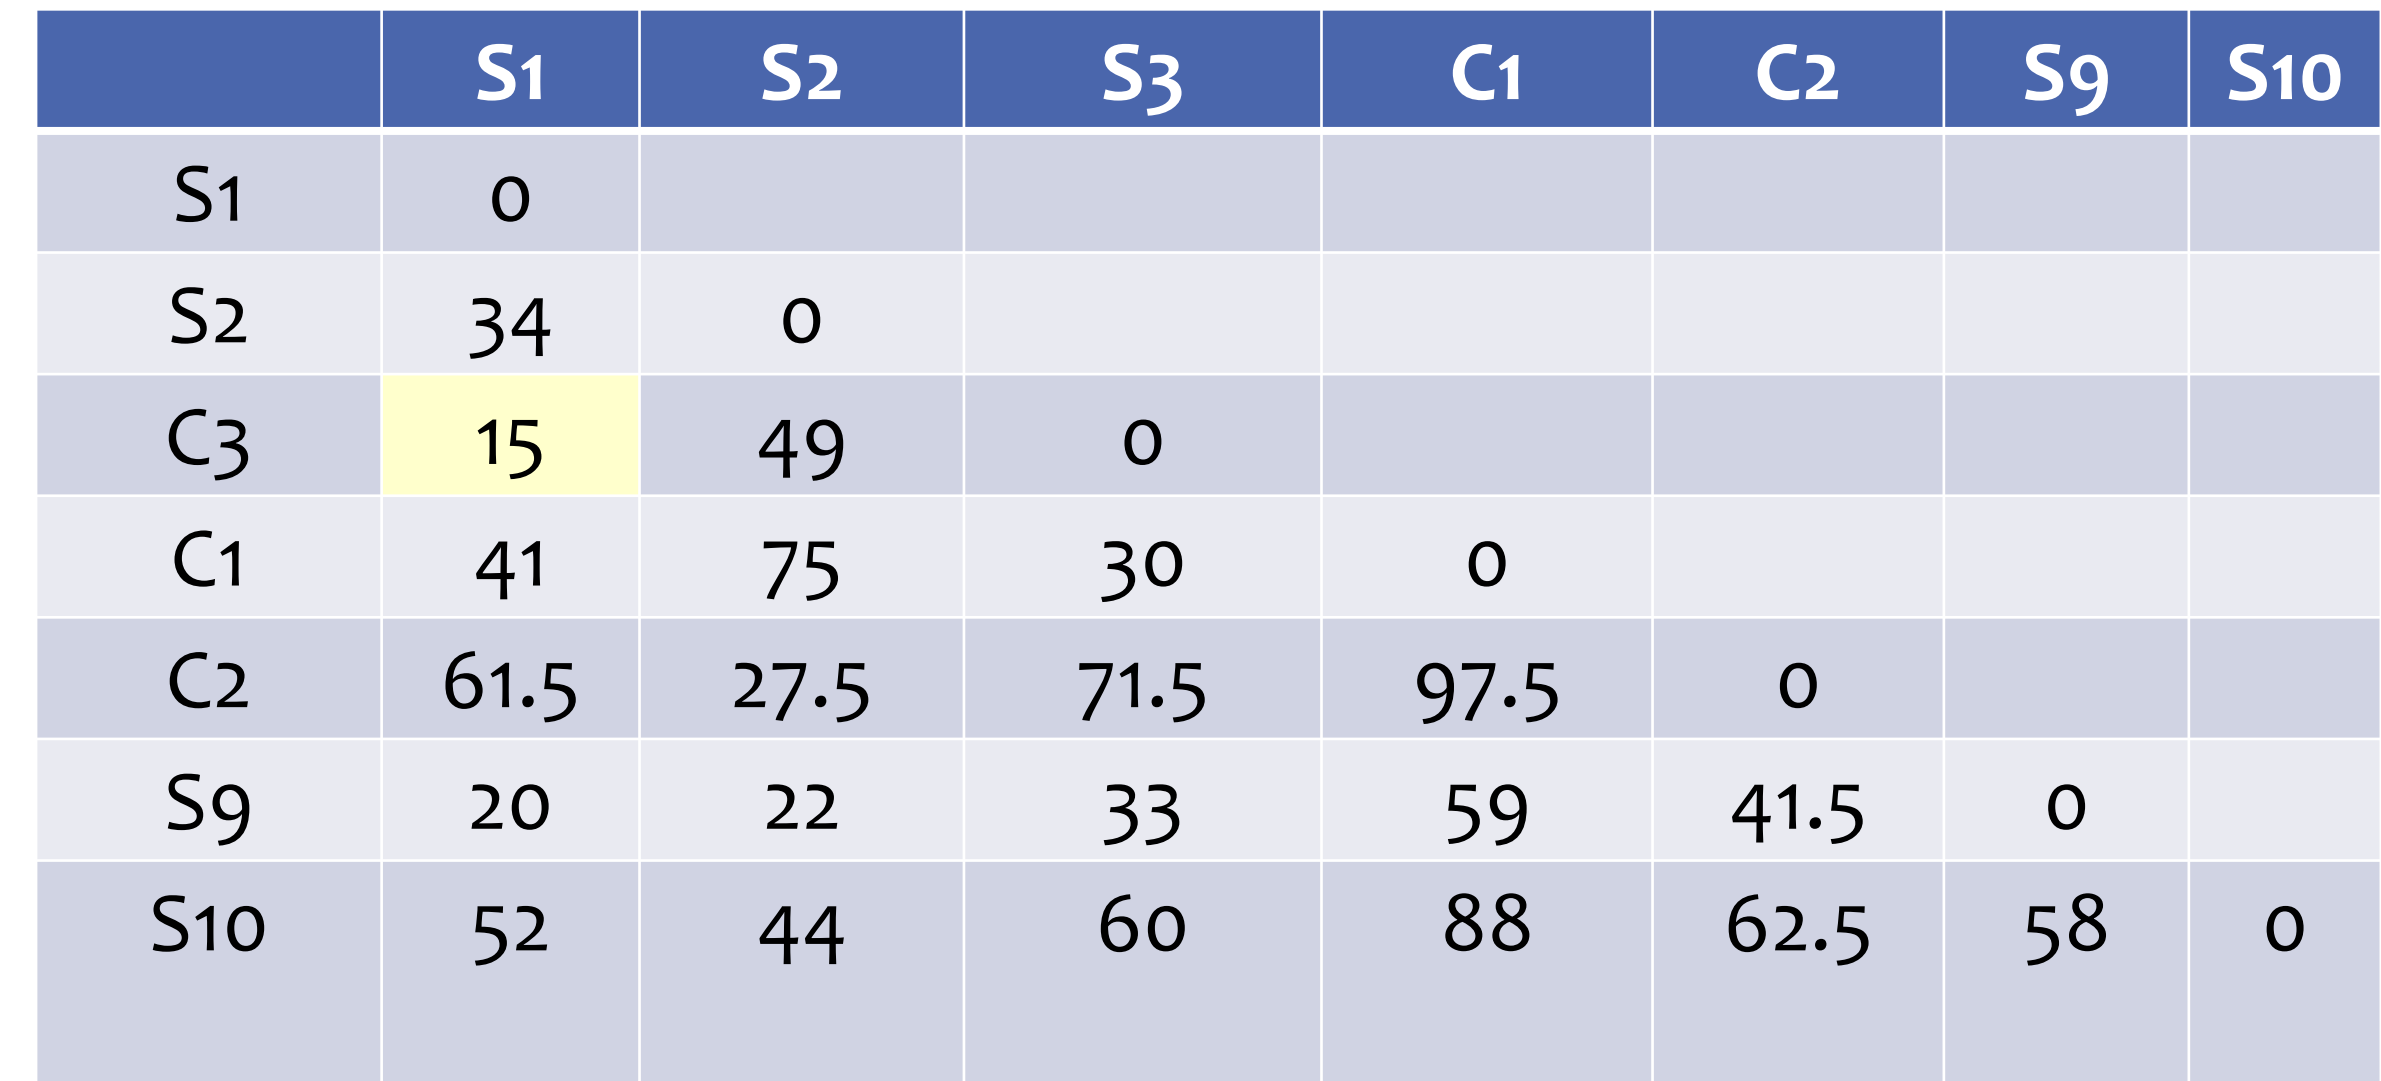 S1 S2 S3 C1 C2 S9 S10
S1 0
S2 34 0
C3 15 49 0
C1 41 75 30 0
C2 61.5 27.5 71.5 97.5 0
S9 20 22 33 59 41.5 0
S10 52 44 60 88 62.5 58 0